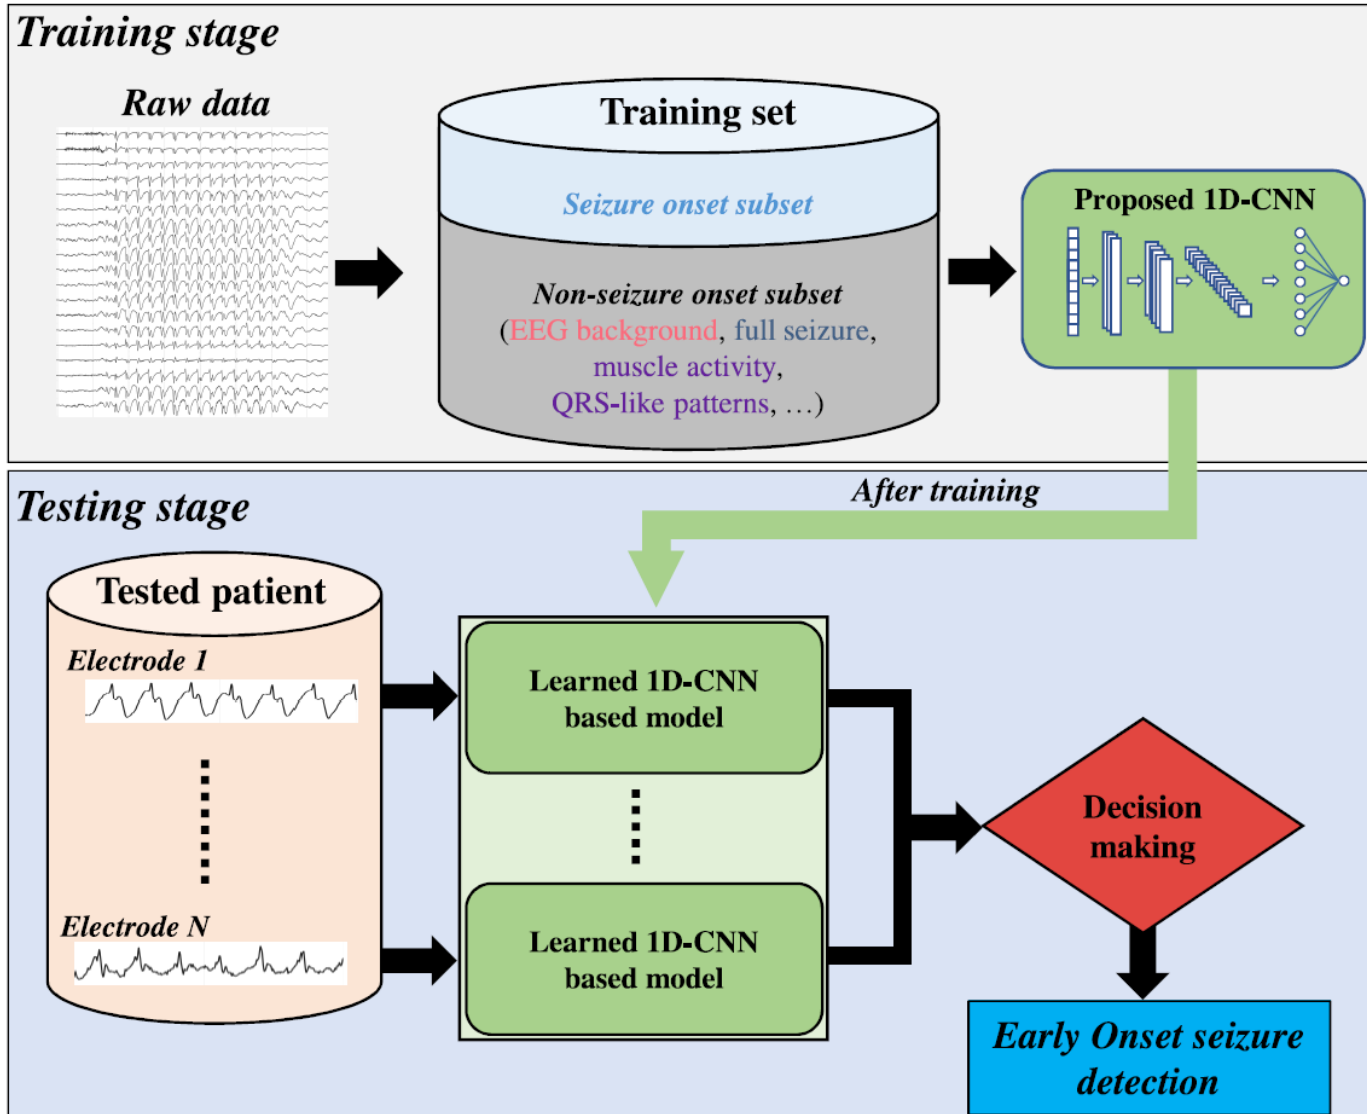 Training stage
Raw data
Training set
Seizure onset subset
Non-seizure onset subset
(EEG background, full seizure,
muscle activity,
QRS-like patterns, …)
Proposed 1D-CNN
After training
Testing stage
Tested patient
Electrode 1
Electrode N
Learned 1D-CNN
based model
Learned 1D-CNN
based model
Decision
making
Early Onset seizure
detection